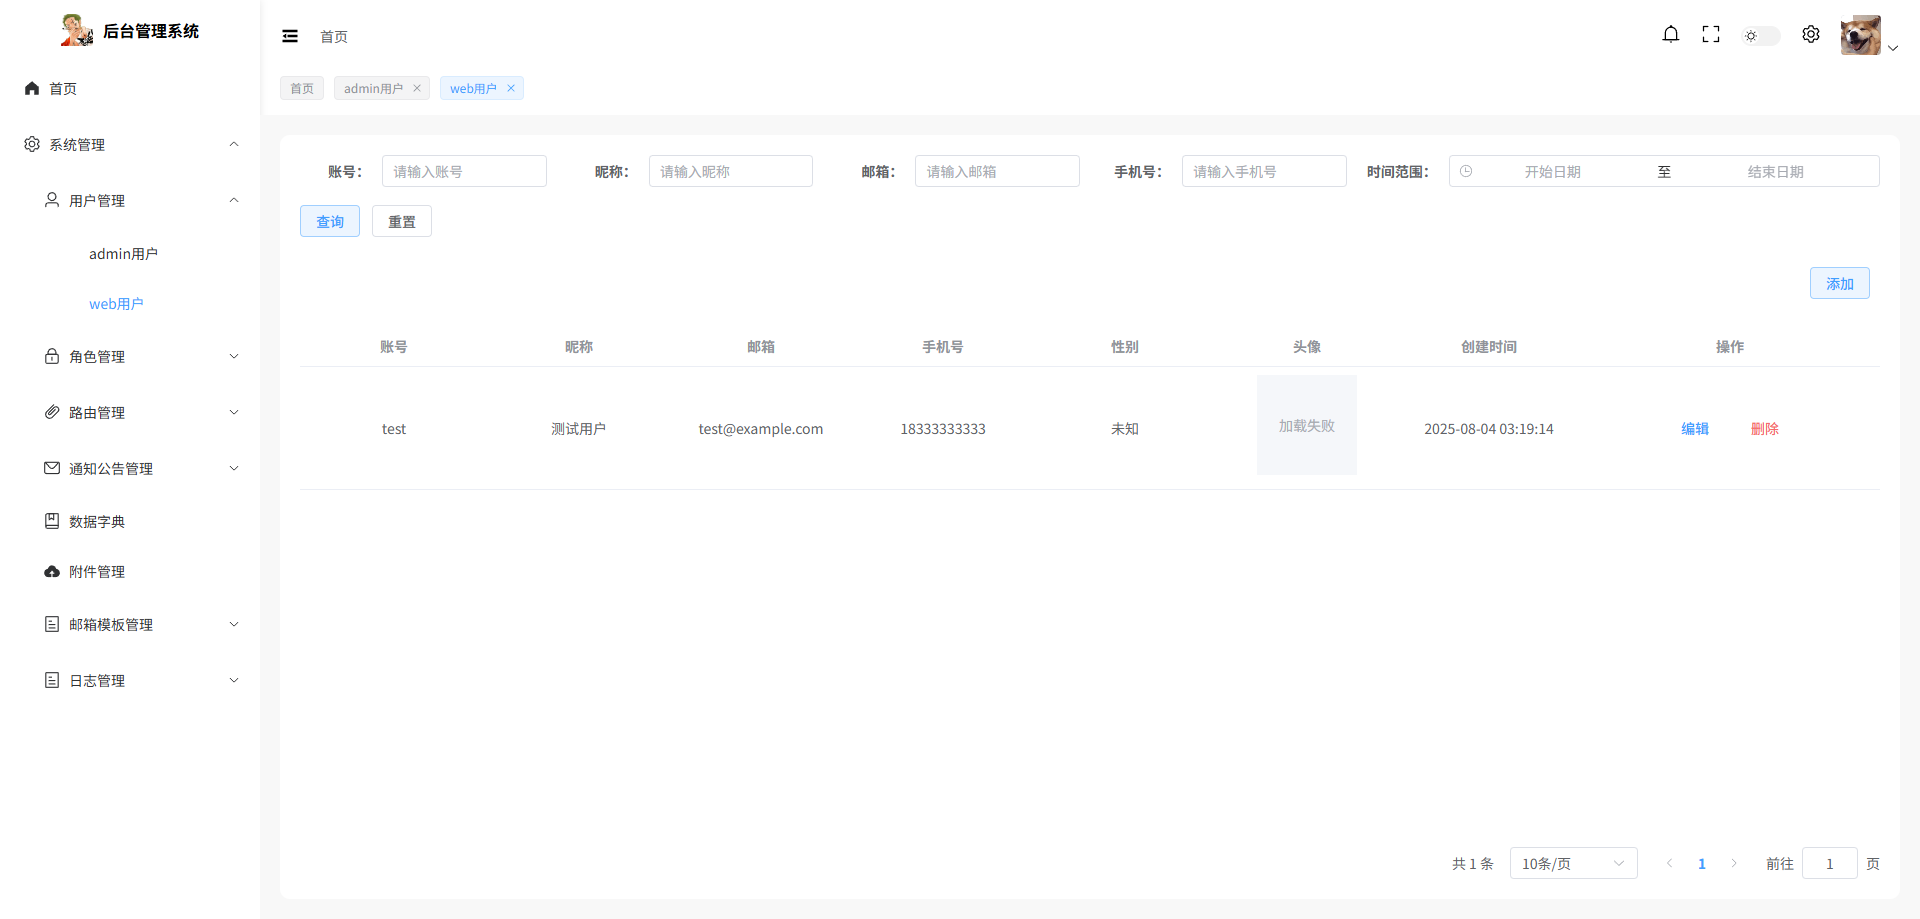 后台管理系统
首页
系统管理
用户管理
admin用户
web用户
角色管理
路由管理
通知公告管理
数据字典
附件管理
邮箱模板管理
日志管理
首页
首页 admin用户 web用户
账号： 请输入账号 昵称： 请输入昵称 邮箱： 请输入邮箱 手机号： 请输入手机号 时间范围： 开始日期 至 结束日期
查询 重置
添加
账号 昵称 邮箱 手机号 性别 头像 创建时间 操作
test 测试用户 test@example.com 18333333333 未知 加载失败 2025-08-04 03:19:14 编辑 删除
共 1 条 10条/页 1 前往 1 页